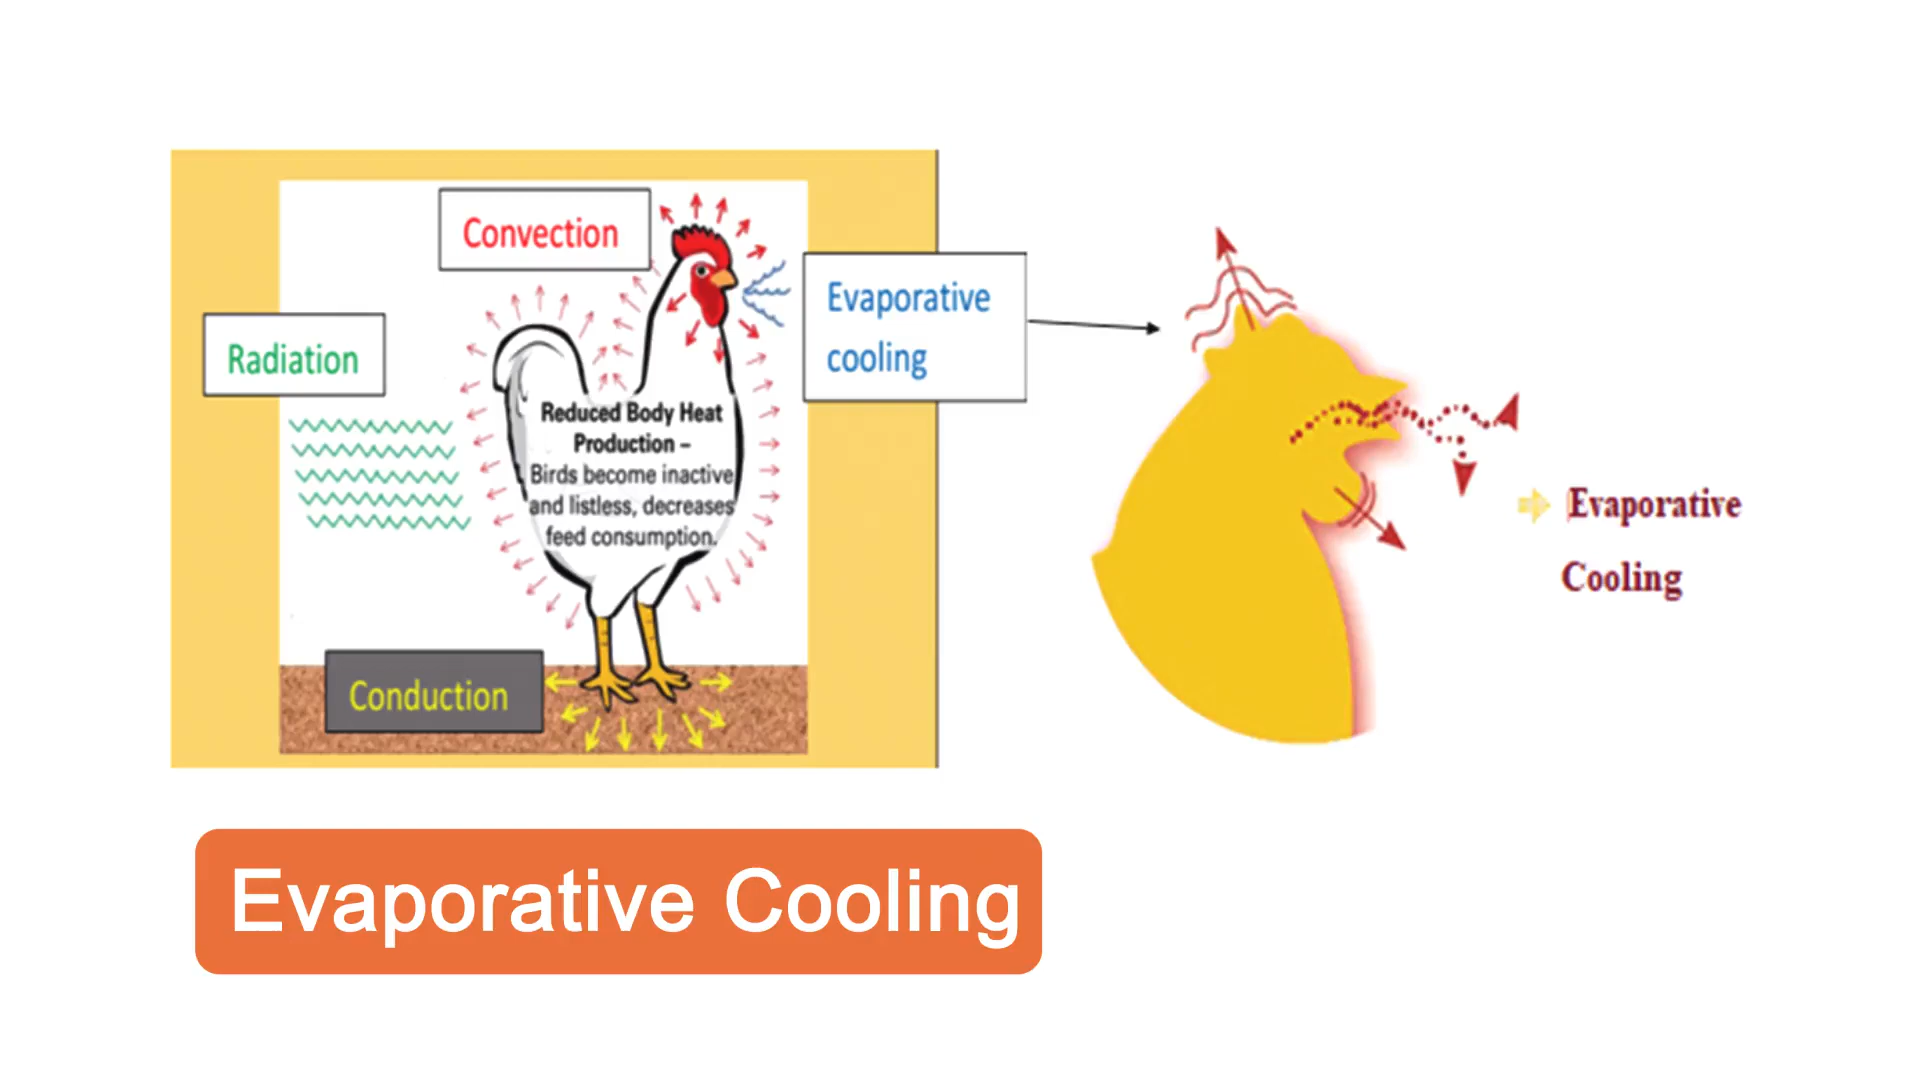 Convection
Radiation
Evaporative
cooling
Reduced Body Heat
Production –
Birds become inactive
and listless, decreases
feed consumption.
Conduction
Evaporative
Cooling
Evaporative Cooling